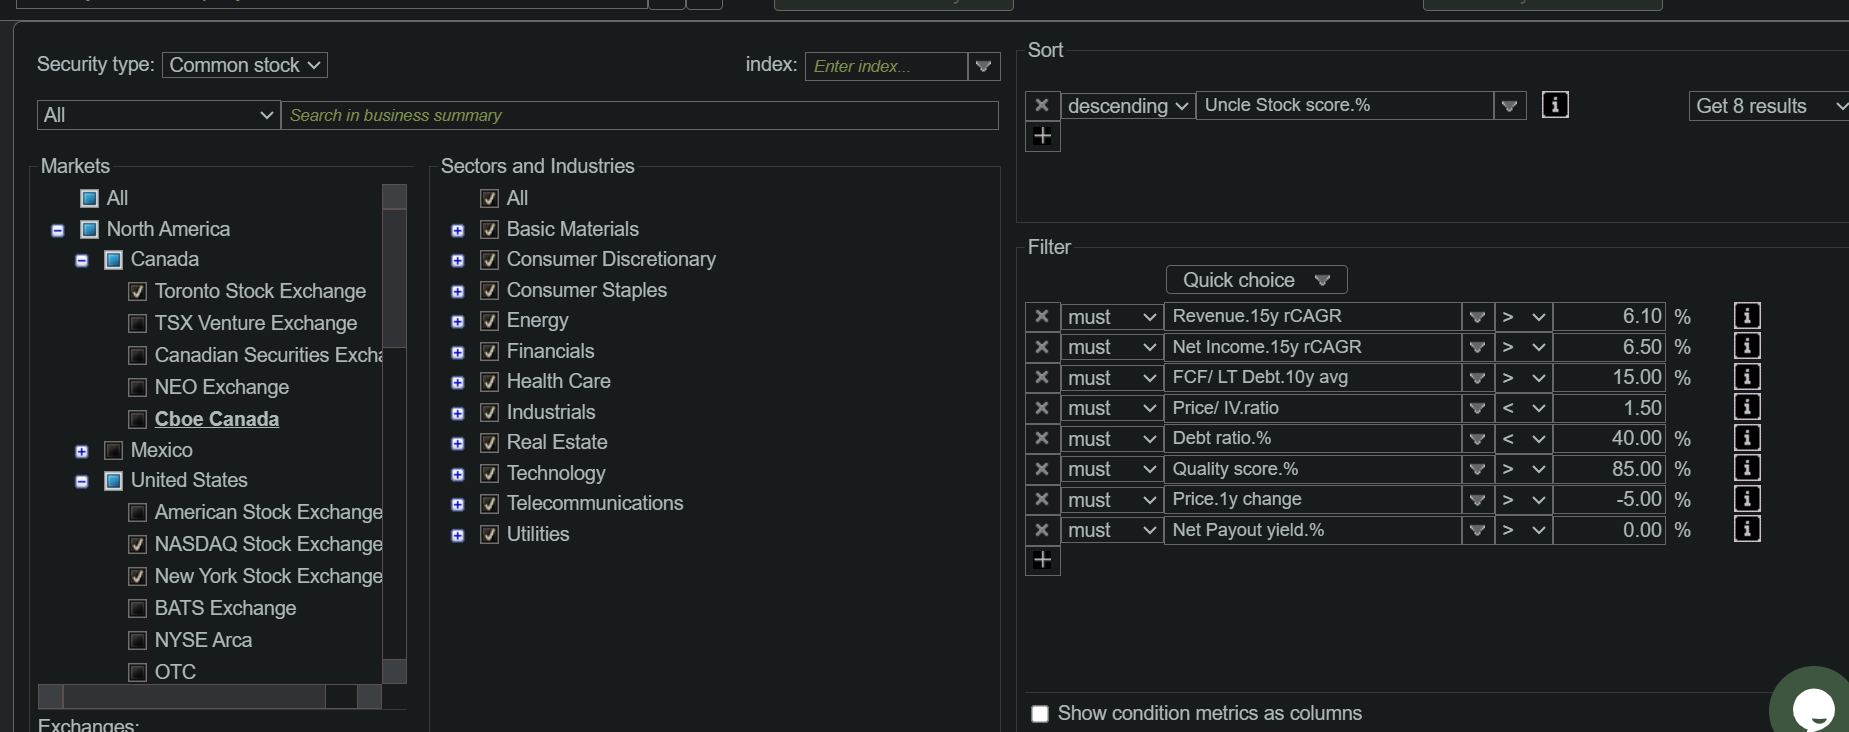 Security type: Common stock
index: Enter index...
All Search in business summary
Markets
All
North America
Canada
Toronto Stock Exchange
TSX Venture Exchange
Canadian Securities Excha
NEO Exchange
Cboe Canada
Mexico
United States
American Stock Exchange
NASDAQ Stock Exchange
New York Stock Exchange
BATS Exchange
NYSE Arca
OTC
Exchanges:
Sectors and Industries
All
Basic Materials
Consumer Discretionary
Consumer Staples
Energy
Financials
Health Care
Industrials
Real Estate
Technology
Telecommunications
Utilities
Sort
descending Uncle Stock score.% Get 8 results
Filter
Quick choice
must Revenue.15y rCAGR > 6.10 %
must Net Income.15y rCAGR > 6.50 %
must FCF/ LT Debt.10y avg > 15.00 %
must Price/ IV.ratio < 1.50
must Debt ratio.% < 40.00 %
must Quality score.% > 85.00 %
must Price.1y change > -5.00 %
must Net Payout yield.% > 0.00 %
Show condition metrics as columns